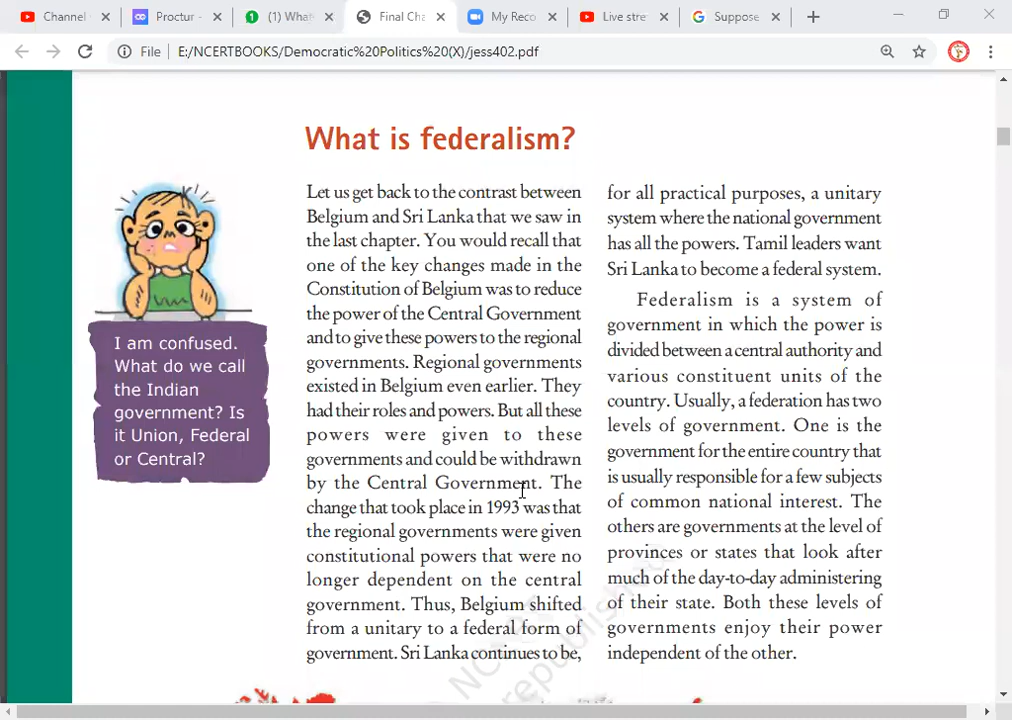 Channel
Proctur -
(1) What
Final Cha
My Reco
Live stre
Suppose
File E:/NCERTBOOKS/Democratic%20Politics%20(X)/jess402.pdf
What is federalism?
I am confused.
What do we call
the Indian
government? Is
it Union, Federal
or Central?
Let us get back to the contrast between
Belgium and Sri Lanka that we saw in
the last chapter. You would recall that
one of the key changes made in the
Constitution of Belgium was to reduce
the power of the Central Government
and to give these powers to the regional
governments. Regional governments
existed in Belgium even earlier. They
had their roles and powers. But all these
powers were given to these
governments and could be withdrawn
by the Central Government. The
change that took place in 1993 was that
the regional governments were given
constitutional powers that were no
longer dependent on the central
government. Thus, Belgium shifted
from a unitary to a federal form of
government. Sri Lanka continues to be,
for all practical purposes, a unitary
system where the national government
has all the powers. Tamil leaders want
Sri Lanka to become a federal system.
Federalism is a system of
government in which the power is
divided between a central authority and
various constituent units of the
country. Usually, a federation has two
levels of government. One is the
government for the entire country that
is usually responsible for a few subjects
of common national interest. The
others are governments at the level of
provinces or states that look after
much of the day-to-day administering
of their state. Both these levels of
governments enjoy their power
independent of the other.
NCERT
republished